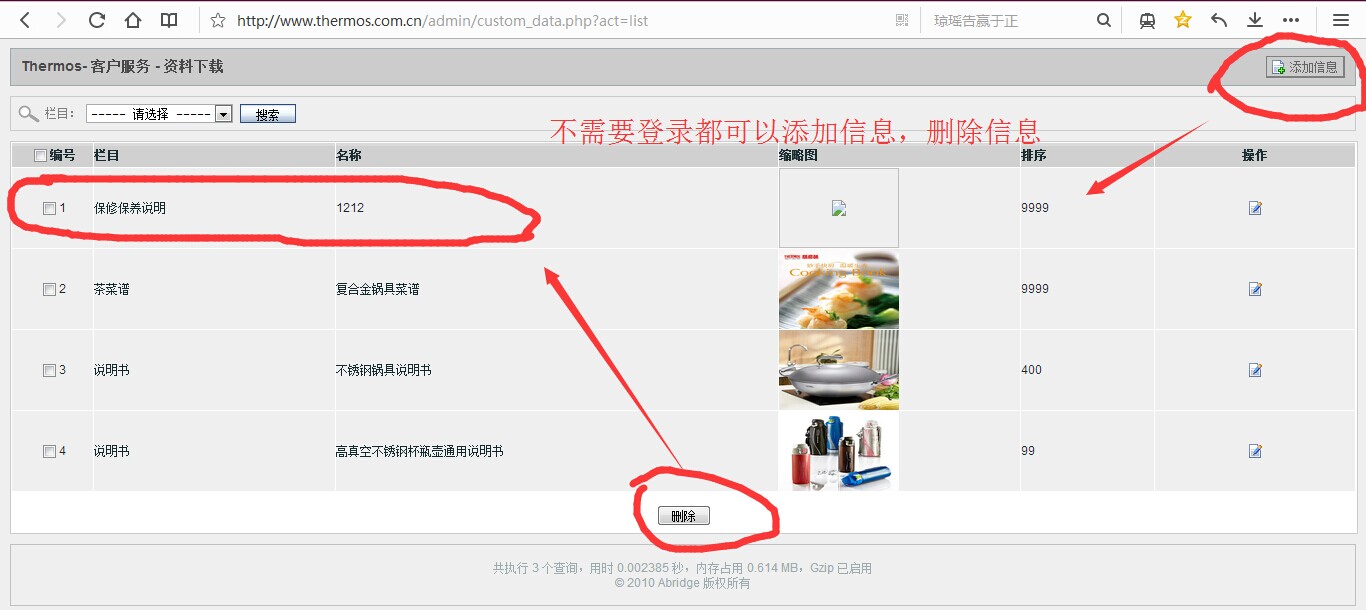 http://www.thermos.com.cn/admin/custom_data.php?act=list
琼瑶告赢于正
Thermos- 客户服务 - 资料下载
添加信息
栏目：
----- 请选择 -----
搜索
不需要登录都可以添加信息，删除信息
编号 栏目 名称 缩略图 排序 操作
1 保修保养说明 1212 9999
2 茶菜谱 复合金锅具菜谱 9999
3 说明书 不锈钢锅具说明书 400
4 说明书 高真空不锈钢杯瓶壶通用说明书 99
删除
共执行 3 个查询，用时 0.002385 秒，内存占用 0.614 MB，Gzip 已启用
© 2010 Abridge 版权所有